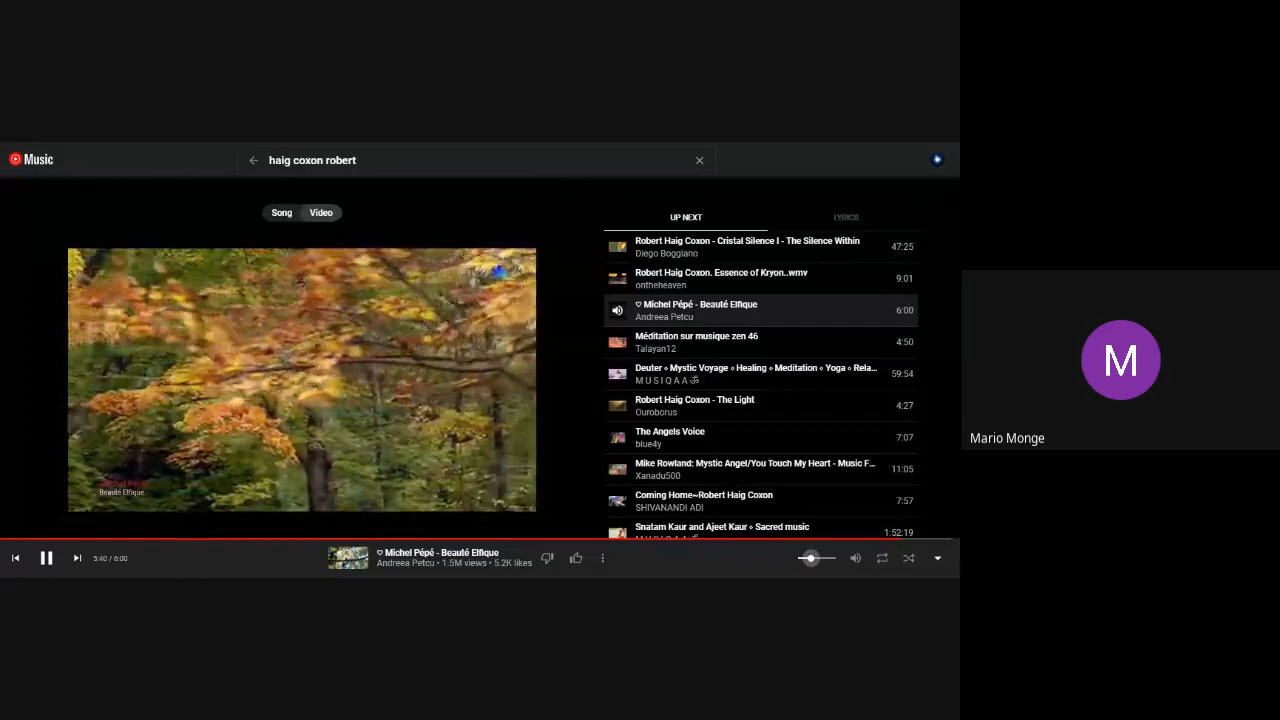 Music
haig coxon robert
Song Video
UP NEXT
LYRICS
Robert Haig Coxon - Cristal Silence I - The Silence Within
Diego Boggiano
47:25
Robert Haig Coxon. Essence of Kryon..wmv
ontheheaven
9:01
♡ Michel Pépé - Beauté Elfique
Andreea Petcu
6:00
Méditation sur musique zen 46
Talayan12
4:50
Deuter ⋄ Mystic Voyage ⋄ Healing ⋄ Meditation ⋄ Yoga ⋄ Rela...
M U S I Q A A ॐ
59:54
Robert Haig Coxon - The Light
Ouroborus
4:27
The Angels Voice
blue4y
7:07
Mike Rowland: Mystic Angel/You Touch My Heart - Music F...
Xanadu500
11:05
Coming Home~Robert Haig Coxon
SHIVANANDI ADI
7:57
Snatam Kaur and Ajeet Kaur ⋄ Sacred music
1:52:19
Beauté Elfique
5:40 / 6:00
♡ Michel Pépé - Beauté Elfique
Andreea Petcu • 1.5M views • 5.2K likes
M
Mario Monge